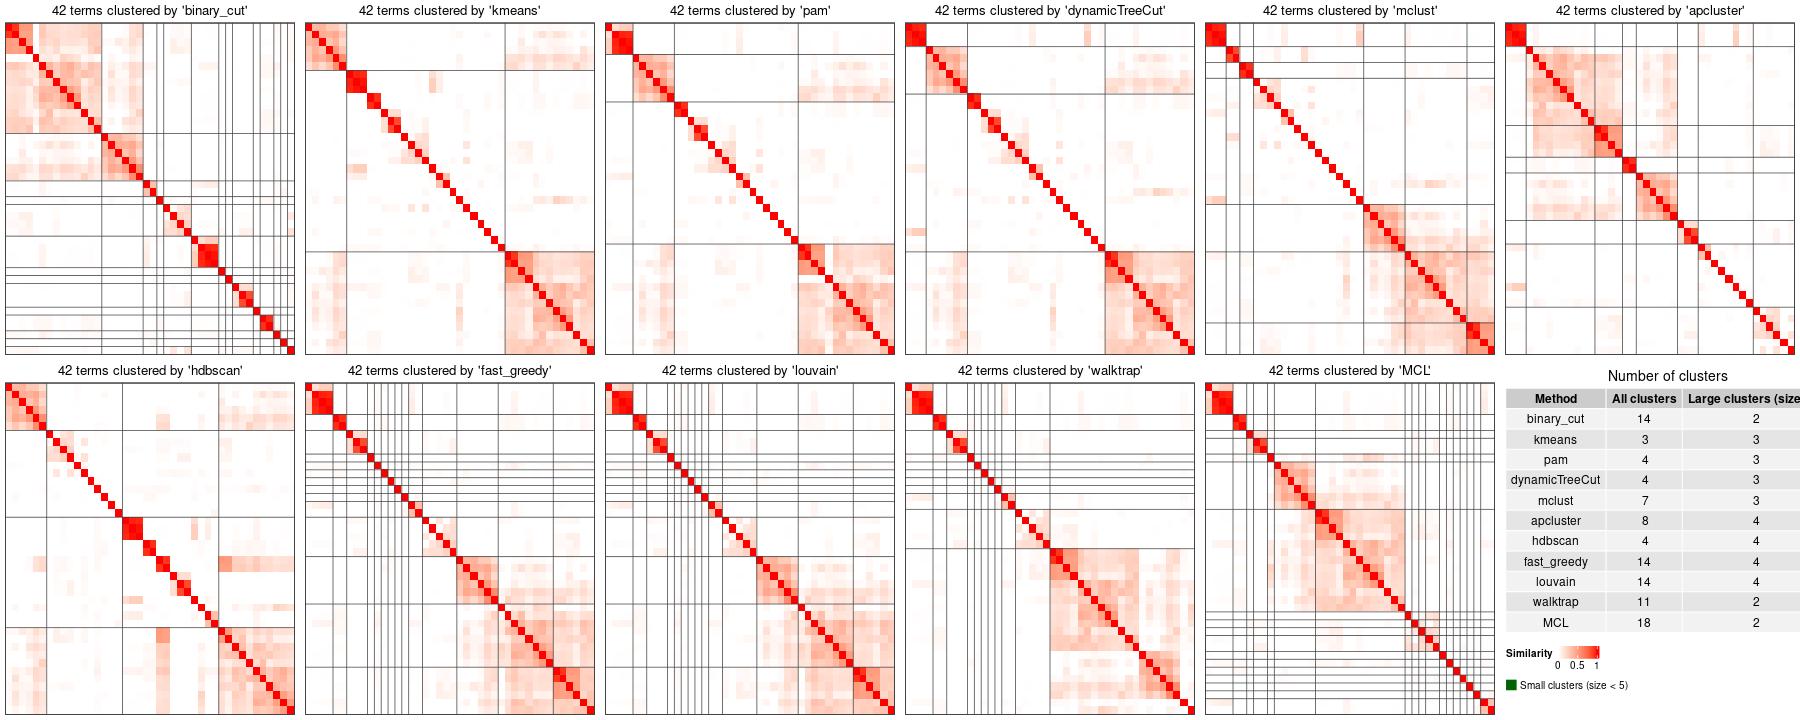 42 terms clustered by 'binary_cut'
42 terms clustered by 'kmeans'
42 terms clustered by 'pam'
42 terms clustered by 'dynamicTreeCut'
42 terms clustered by 'mclust'
42 terms clustered by 'apcluster'
42 terms clustered by 'hdbscan'
42 terms clustered by 'fast_greedy'
42 terms clustered by 'louvain'
42 terms clustered by 'walktrap'
42 terms clustered by 'MCL'
Number of clusters
Method All clusters Large clusters (size
binary_cut 14 2
kmeans 3 3
pam 4 3
dynamicTreeCut 4 3
mclust 7 3
apcluster 8 4
hdbscan 4 4
fast_greedy 14 4
louvain 14 4
walktrap 11 2
MCL 18 2
Similarity
0 0.5 1
Small clusters (size < 5)